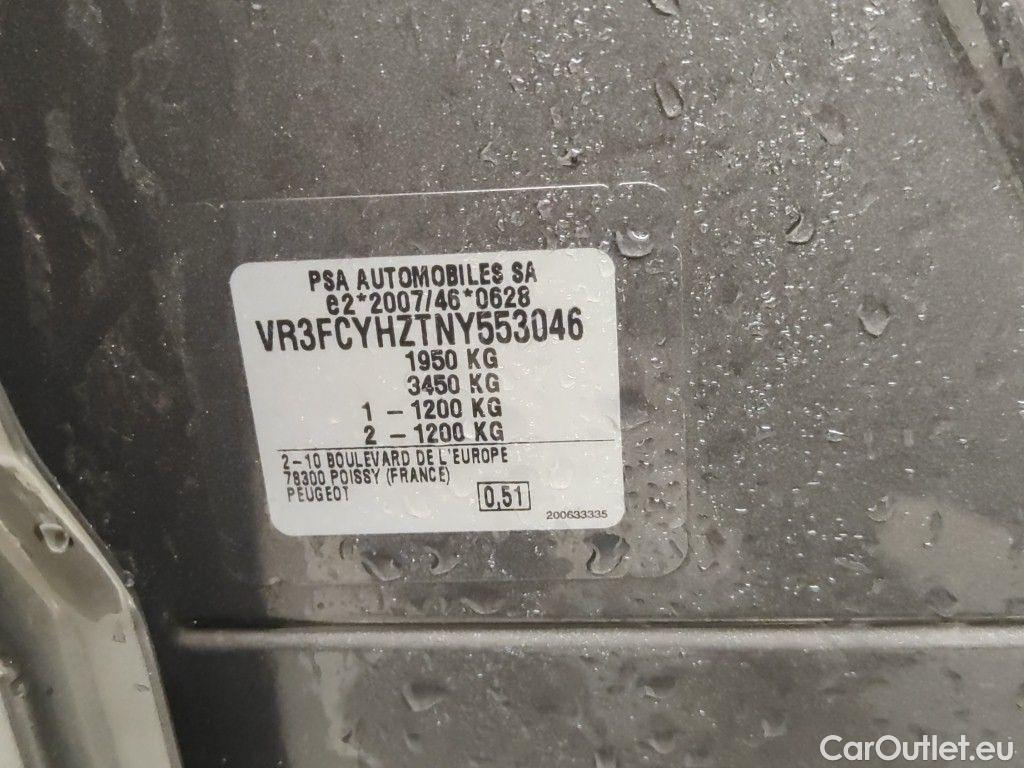 PSA AUTOMOBILES SA
e2*2007/46*0628
VR3FCYHZTNY553046
1950 KG
3450 KG
1 – 1200 KG
2 – 1200 KG
2–10 BOULEVARD DE L'EUROPE
78300 POISSY (FRANCE)
PEUGEOT
0,51
200633335
CarOutlet.eu